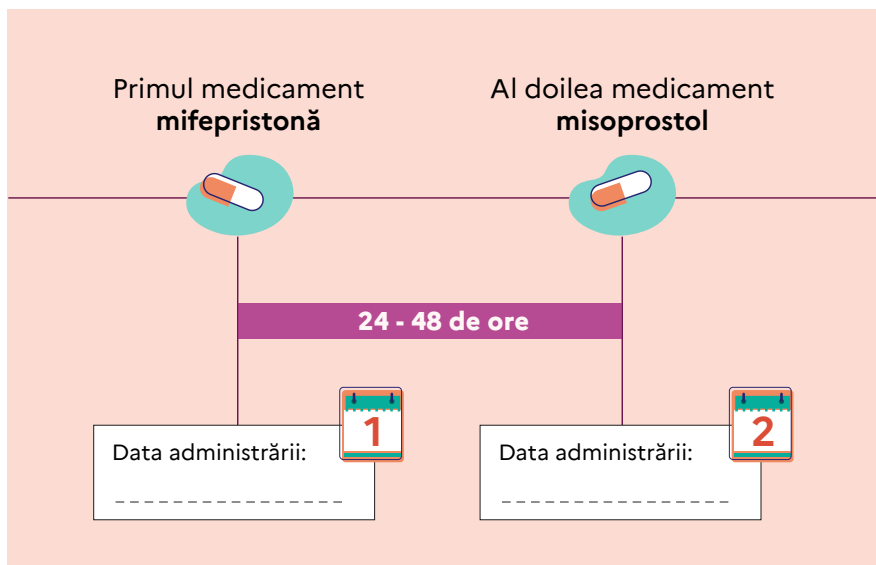 Primul medicament
mifepristonă
Al doilea medicament
misoprostol
24 - 48 de ore
1
Data administrării:
_ _ _ _ _ _ _ _ _ _ _ _ _ _ _ _
2
Data administrării:
_ _ _ _ _ _ _ _ _ _ _ _ _ _ _ _